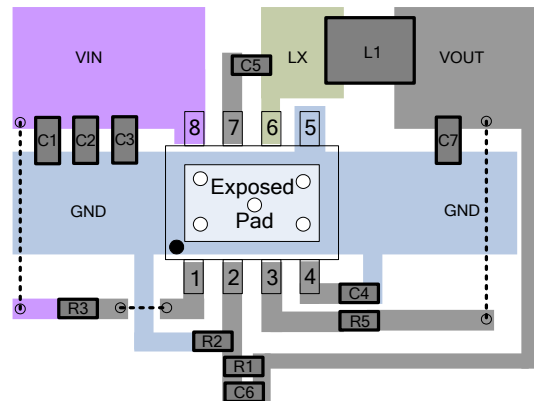 VIN
LX
L1
VOUT
C5
C1
C2
C3
8
7
6
5
C7
Exposed
Pad
GND
GND
1
2
3
4
C4
R3
R5
R2
R1
C6